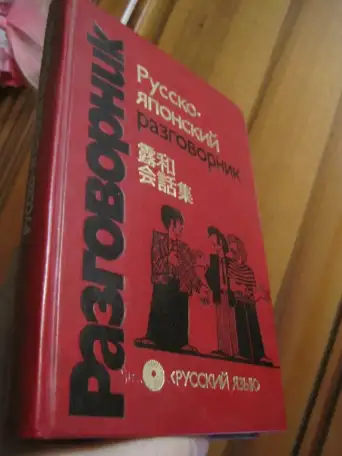 Разговорник
Русско-
японский
разговорник
露和
会話集
«РУССКИЙ ЯЗЫК»